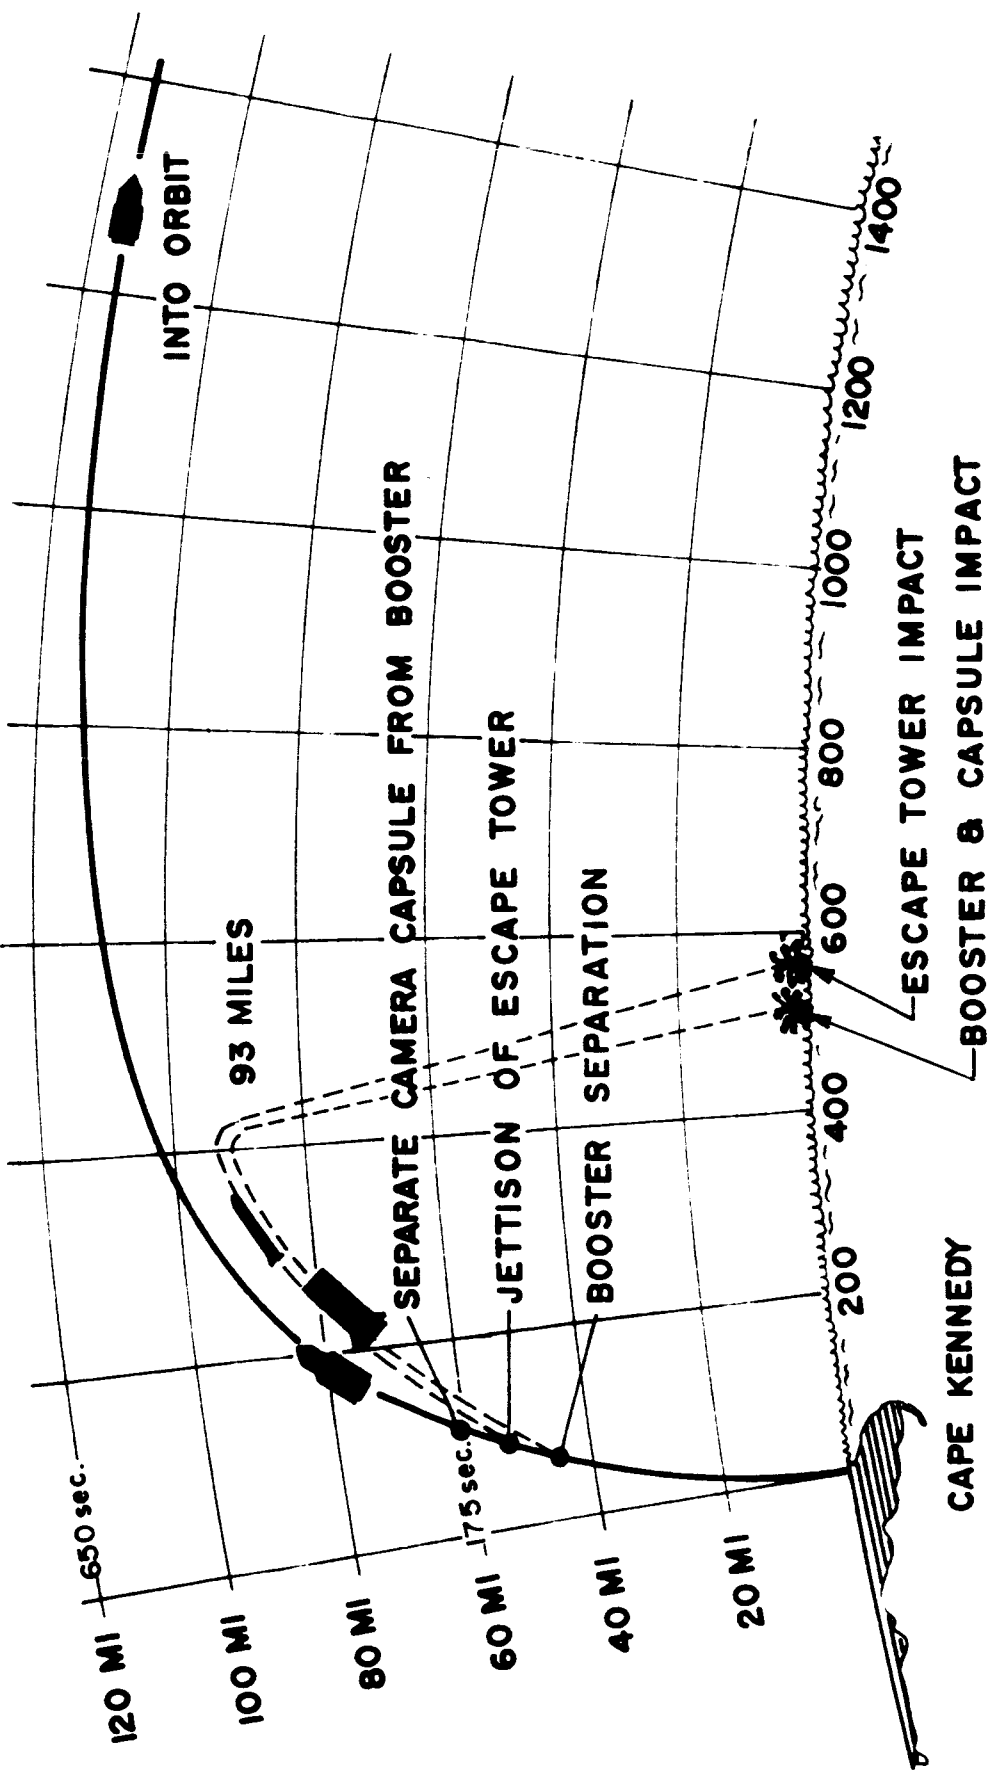 650 sec.
120 MI
100 MI
80 MI
175 sec.
60 MI
40 MI
20 MI
INTO ORBIT
93 MILES
SEPARATE CAMERA CAPSULE FROM BOOSTER
JETTISON OF ESCAPE TOWER
BOOSTER SEPARATION
200
400
600
800
1000
1200
1400
CAPE KENNEDY
ESCAPE TOWER IMPACT
BOOSTER & CAPSULE IMPACT